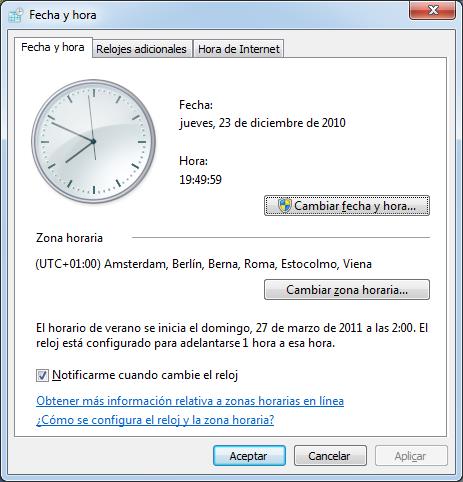 Fecha y hora
Fecha y hora
Relojes adicionales
Hora de Internet
Fecha:
jueves, 23 de diciembre de 2010
Hora:
19:49:59
Cambiar fecha y hora...
Zona horaria
(UTC+01:00) Amsterdam, Berlín, Berna, Roma, Estocolmo, Viena
Cambiar zona horaria...
El horario de verano se inicia el domingo, 27 de marzo de 2011 a las 2:00. El
reloj está configurado para adelantarse 1 hora a esa hora.
Notificarme cuando cambie el reloj
Obtener más información relativa a zonas horarias en línea
¿Cómo se configura el reloj y la zona horaria?
Aceptar
Cancelar
Aplicar